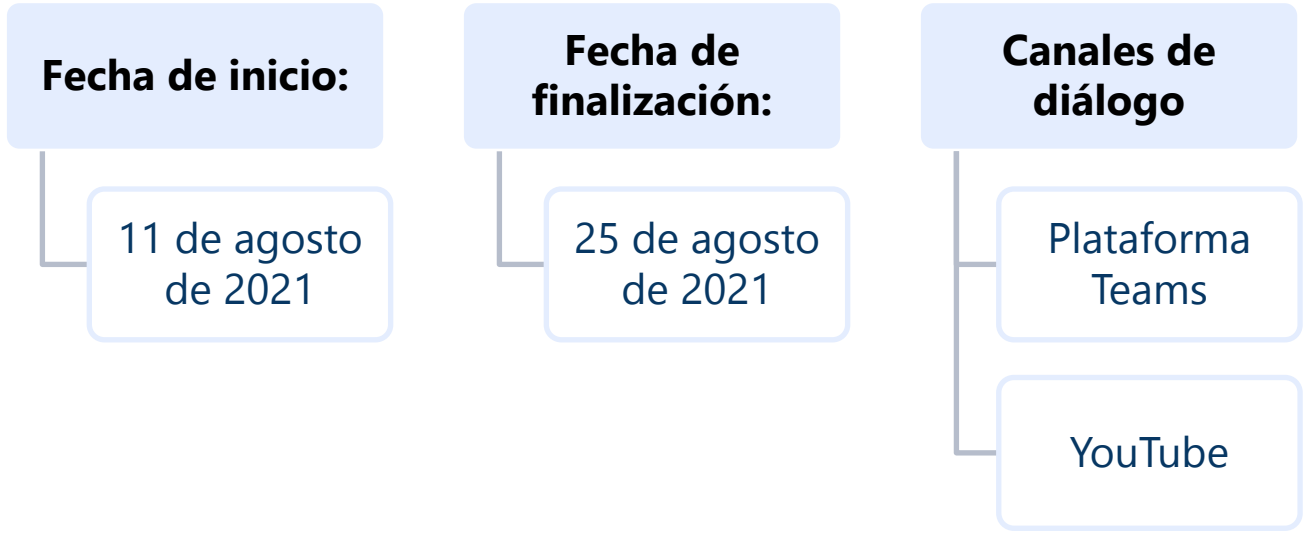 Fecha de inicio:
11 de agosto
de 2021
Fecha de
finalización:
25 de agosto
de 2021
Canales de
diálogo
Plataforma
Teams
YouTube